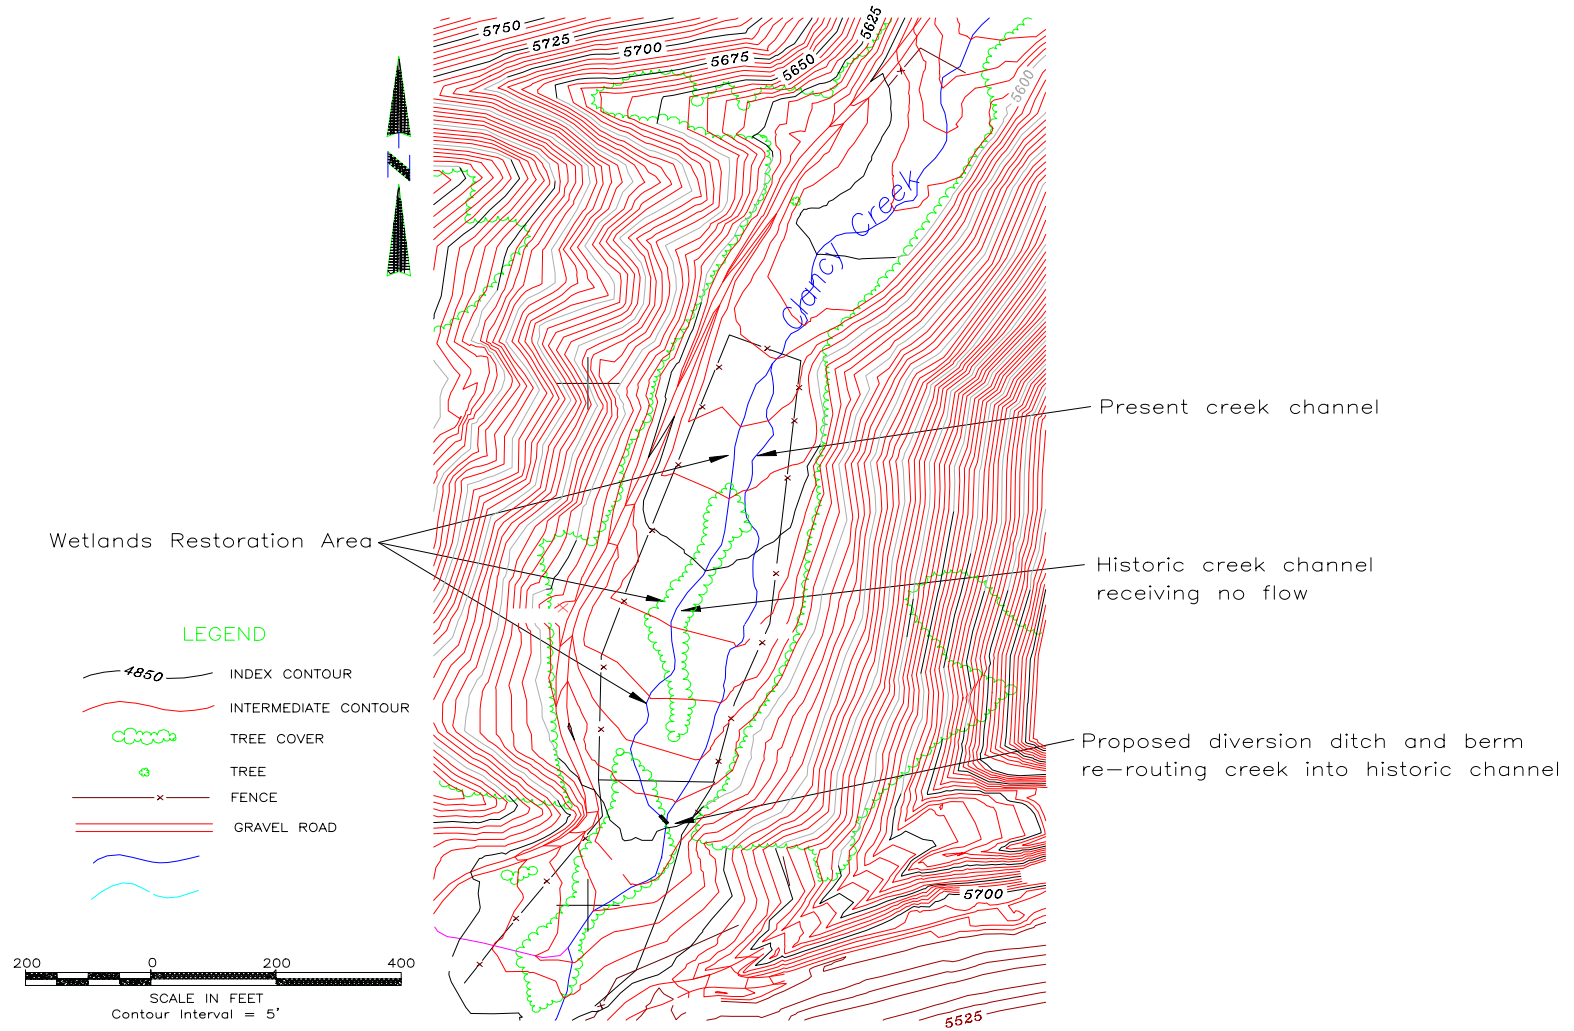 5750
5725
5700
5675
5650
5625
5600
N
Clancy Creek
Present creek channel
Wetlands Restoration Area
Historic creek channel
receiving no flow
LEGEND
4850 INDEX CONTOUR
INTERMEDIATE CONTOUR
TREE COVER
TREE
FENCE
GRAVEL ROAD
Proposed diversion ditch and berm
re-routing creek into historic channel
5700
200 0 200 400
SCALE IN FEET
Contour Interval = 5'
5525